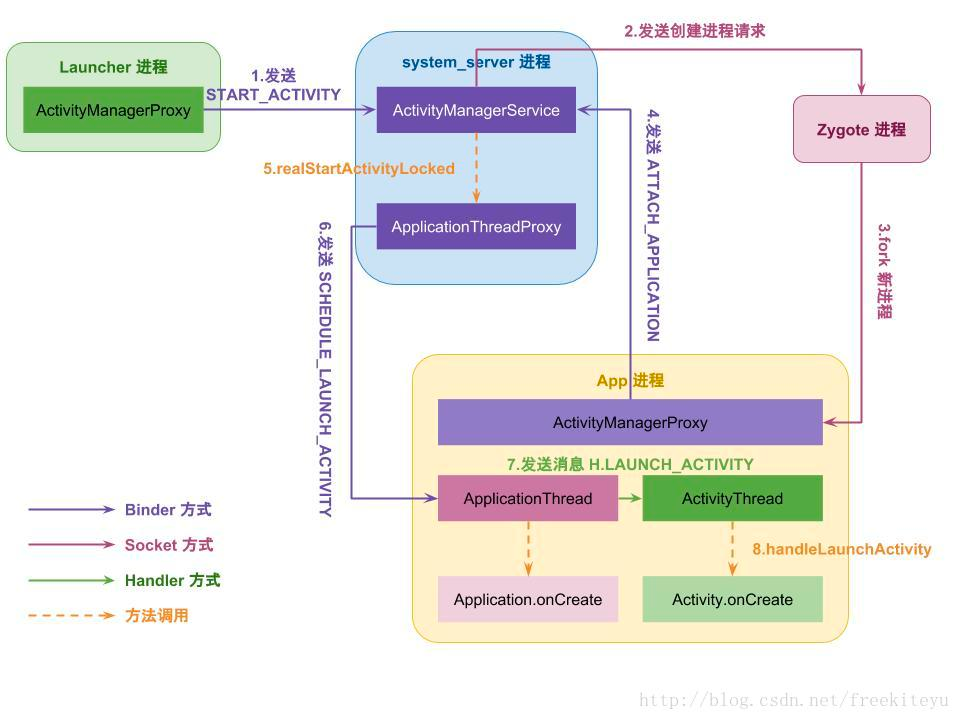 2.发送创建进程请求
Launcher 进程
system_server 进程
1.发送
START_ACTIVITY
ActivityManagerProxy
ActivityManagerService
4.发送 ATTACH_APPLICATION
Zygote 进程
5.realStartActivityLocked
ApplicationThreadProxy
6.发送 SCHEDULE_LAUNCH_ACTIVITY
3.fork 新进程
App 进程
ActivityManagerProxy
7.发送消息 H.LAUNCH_ACTIVITY
ApplicationThread
ActivityThread
8.handleLaunchActivity
Application.onCreate
Activity.onCreate
Binder 方式
Socket 方式
Handler 方式
方法调用
http://blog.csdn.net/freekiteyu